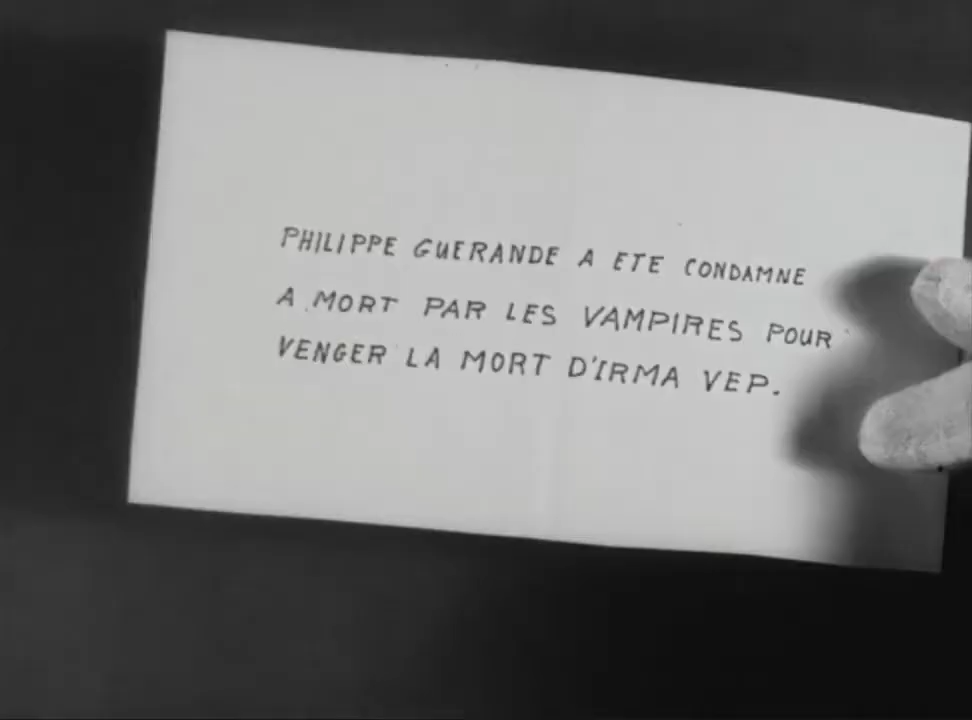 PHILIPPE GUERANDE A ETE CONDAMNE
A MORT PAR LES VAMPIRES POUR
VENGER LA MORT D'IRMA VEP.